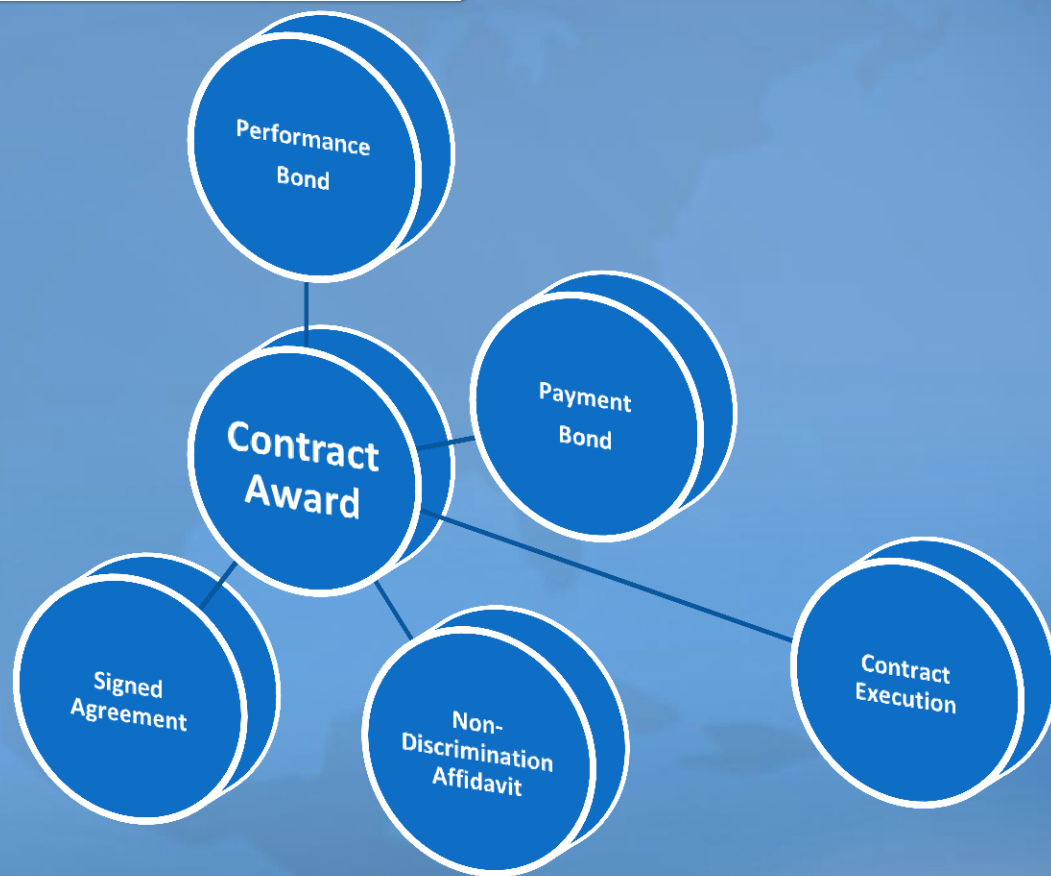 Performance
Bond
Payment
Bond
Contract
Award
Signed
Agreement
Non-
Discrimination
Affidavit
Contract
Execution